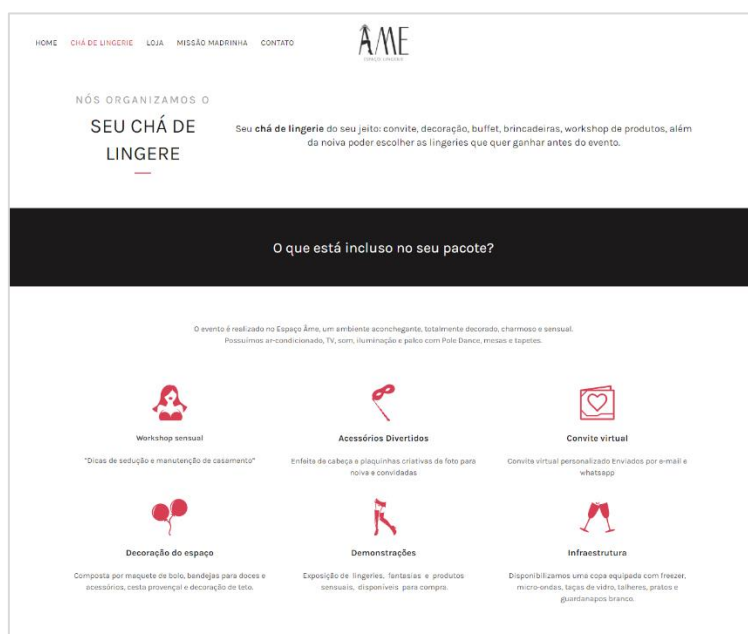 HOME CHÁ DE LINGERIE LOJA MISSÃO MADRINHA CONTATO
ÂME
ESPAÇO LINGERIE
NÓS ORGANIZAMOS O
SEU CHÁ DE
LINGERE
Seu chá de lingerie do seu jeito: convite, decoração, buffet, brincadeiras, workshop de produtos, além
da noiva poder escolher as lingeries que quer ganhar antes do evento.
O que está incluso no seu pacote?
O evento é realizado no Espaço Âme, um ambiente aconchegante, totalmente decorado, charmoso e sensual.
Possuímos ar-condicionado, TV, som, iluminação e palco com Pole Dance, mesas e tapetes.
Workshop sensual
"Dicas de sedução e manutenção de casamento"
Acessórios Divertidos
Enfeite de cabeça e plaquinhas criativas da foto para
noiva e convidadas
Convite virtual
Convite virtual personalizado Enviados por e-mail e
whatsapp
Decoração do espaço
Composta por maquete de bolo, bandejas para doces e
acessórios, cesta provençal e decoração de teto.
Demonstrações
Exposição de lingeries, fantasias e produtos
sensuais, disponíveis para compra.
Infraestrutura
Disponibilizamos uma copa equipada com freezer,
micro-ondas, taças de vidro, talheres, pratos e
guardanapos branco.